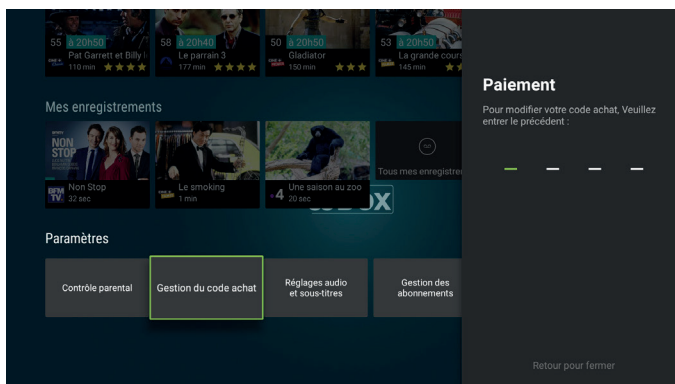 55 à 20h50
Pat Garrett et Billy
110 min
58 à 20h40
Le parrain 3
177 min
50 à 20h50
Gladiator
150 min
53 à 20h50
La grande cours
145 min
Mes enregistrements
NON
STOP
BFM
TV.
Non Stop
32 sec
Le smoking
1 min
4
Une saison au zoo
20 sec
Tous mes enregistre
Paramètres
Contrôle parental
Gestion du code achat
Réglages audio
et sous-titres
Gestion des
abonnements
Paiement
Pour modifier votre code achat, Veuillez
entrer le précédent :
Retour pour fermer